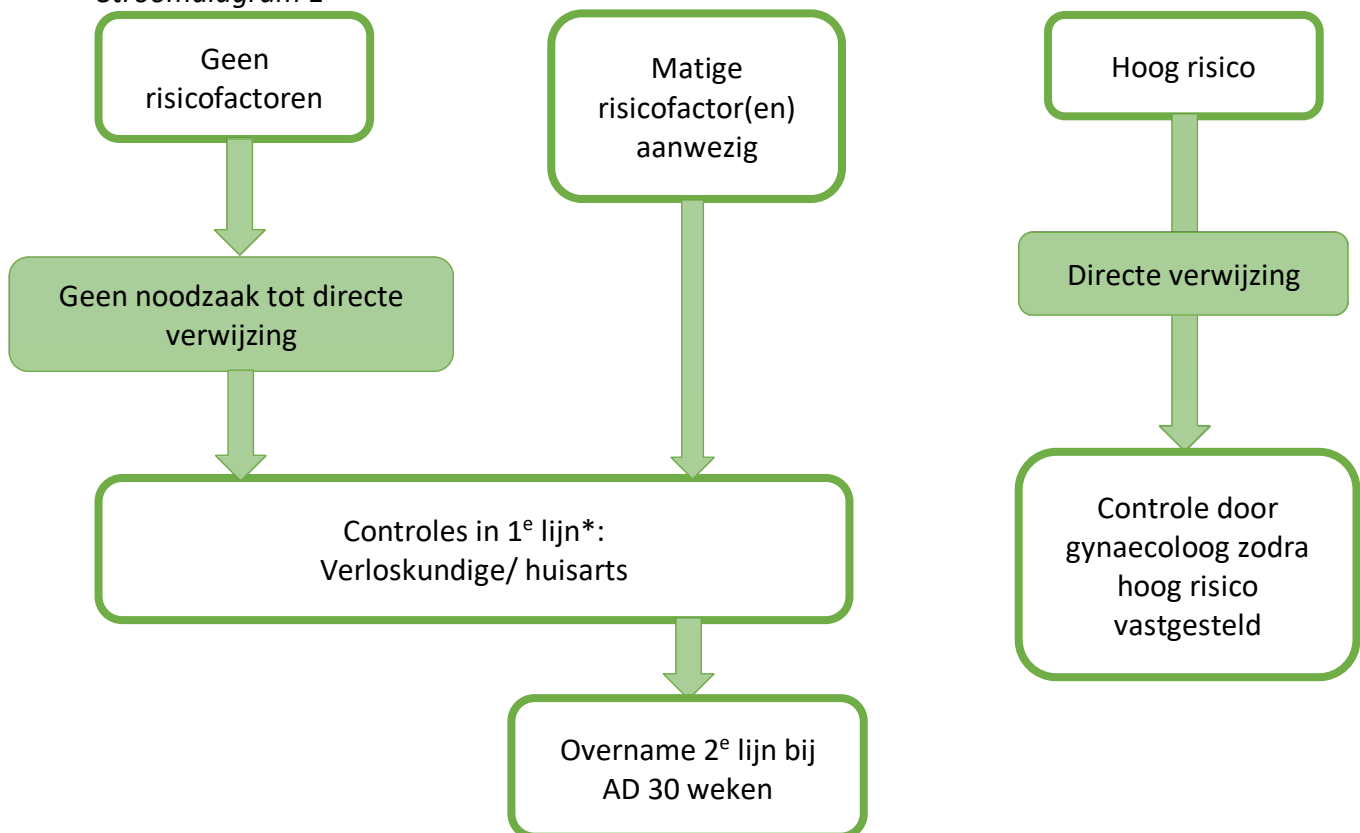 Geen
risicofactoren
Matige
risicofactor(en)
aanwezig
Hoog risico
Geen noodzaak tot directe
verwijzing
Directe verwijzing
Controles in 1e lijn*:
Verloskundige/ huisarts
Controle door
gynaecoloog zodra
hoog risico
vastgesteld
Overname 2e lijn bij
AD 30 weken